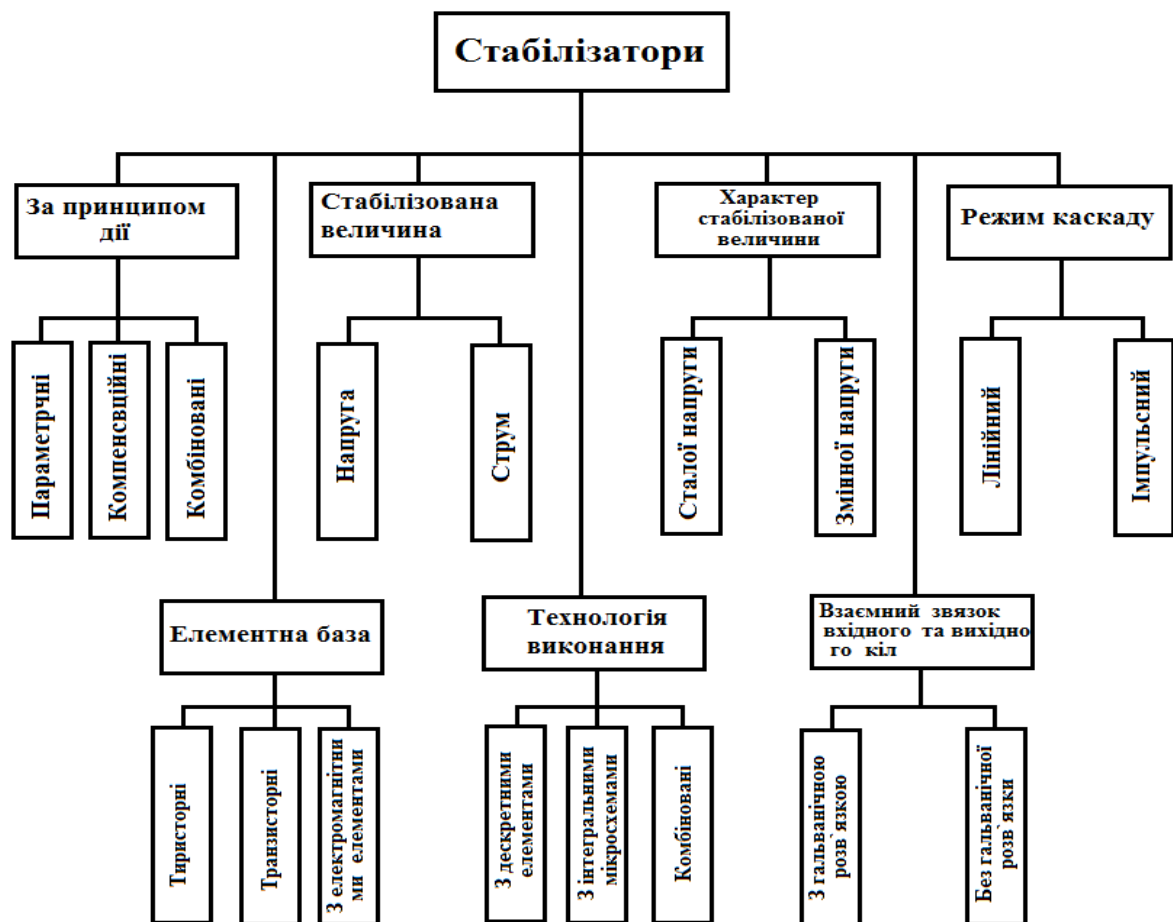 Стабілізатори
За принципом
дії
Стабілізована
величина
Характер
стабілізованої
величини
Режим каскаду
Параметрчні
Компенсвційні
Комбіновані
Напруга
Струм
Сталої напруги
Змінної напруги
Лінійний
Імпульсний
Елементна база
Технологія
виконання
Взаємний звязок
вхідного та вихідно
го кіл
Тиристорні
Транзисторні
З електромагнітни
ми елементами
З дескретними
елементами
З інтегральними
мікросхемами
Комбіновані
З гальванічною
розв`язкою
Без гальванічної
розв`язки